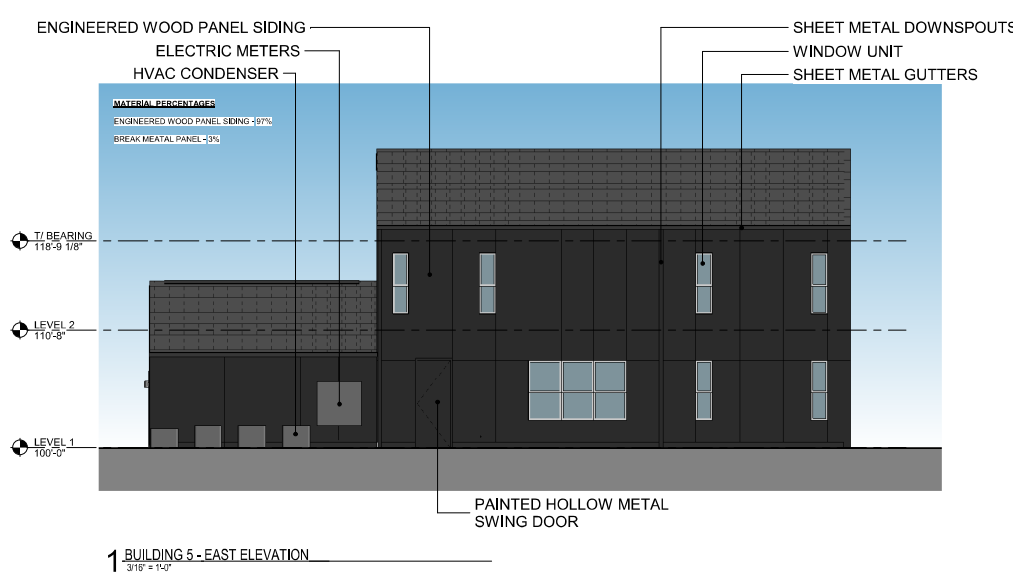 ENGINEERED WOOD PANEL SIDING
SHEET METAL DOWNSPOUTS
ELECTRIC METERS
WINDOW UNIT
HVAC CONDENSER
SHEET METAL GUTTERS
MATERIAL PERCENTAGES
ENGINEERED WOOD PANEL SIDING - 97%
BREAK MEATAL PANEL - 3%
T/ BEARING
118'-9 1/8"
LEVEL 2
110'-8"
LEVEL 1
100'-0"
PAINTED HOLLOW METAL
SWING DOOR
1 BUILDING 5 - EAST ELEVATION
3/16" = 1'-0"